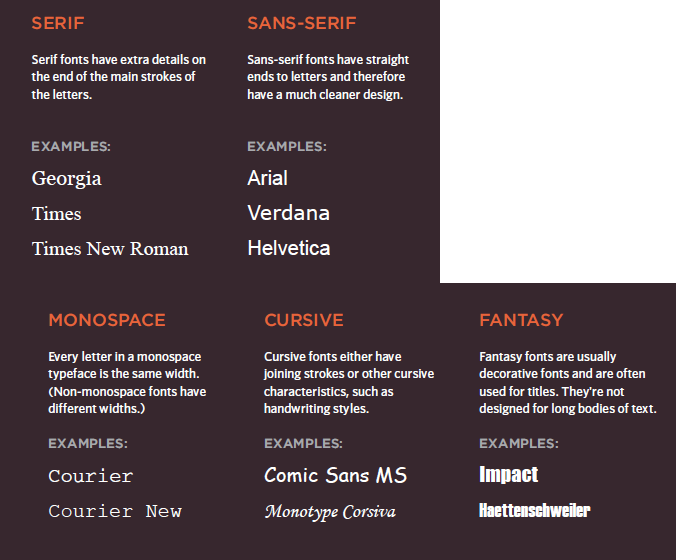 SERIF
Serif fonts have extra details on
the end of the main strokes of
the letters.
EXAMPLES:
Georgia
Times
Times New Roman
SANS-SERIF
Sans-serif fonts have straight
ends to letters and therefore
have a much cleaner design.
EXAMPLES:
Arial
Verdana
Helvetica
MONOSPACE
Every letter in a monospace
typeface is the same width.
(Non-monospace fonts have
different widths.)
EXAMPLES:
Courier
Courier New
CURSIVE
Cursive fonts either have
joining strokes or other cursive
characteristics, such as
handwriting styles.
EXAMPLES:
Comic Sans MS
Monotype Corsiva
FANTASY
Fantasy fonts are usually
decorative fonts and are often
used for titles. They're not
designed for long bodies of text.
EXAMPLES:
Impact
Haettenschweiler